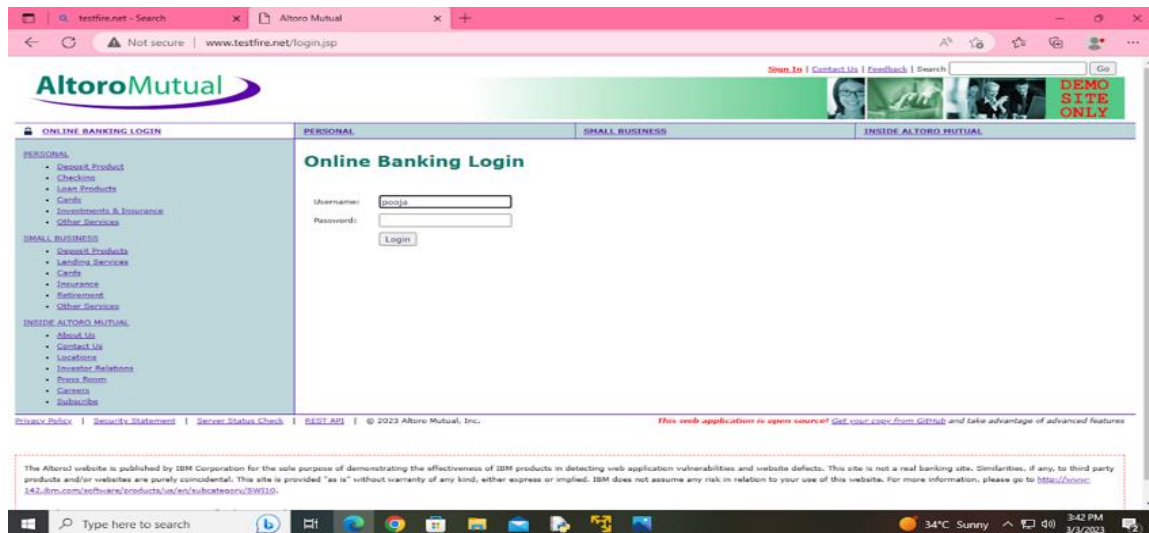 testfire.net - Search
Altoro Mutual
Not secure | www.testfire.net/login.jsp
Sign In | Contact Us | Feedback | Search
Go
AltoroMutual
DEMO
SITE
ONLY
ONLINE BANKING LOGIN
PERSONAL
SMALL BUSINESS
INSIDE ALTORO MUTUAL
PERSONAL
Deposit Product
Checking
Loan Products
Cards
Investments & Insurance
Other Services
SMALL BUSINESS
Deposit Products
Lending Services
Cards
Insurance
Retirement
Other Services
INSIDE ALTORO MUTUAL
About Us
Contact Us
Locations
Investor Relations
Press Room
Careers
Subscribe
Online Banking Login
Username: pooja
Password:
Login
Privacy Policy | Security Statement | Server Status Check | REST API | © 2023 Altoro Mutual, Inc.
This web application is open source! Get your copy from GitHub and take advantage of advanced features
The AltoroJ website is published by IBM Corporation for the sole purpose of demonstrating the effectiveness of IBM products in detecting web application vulnerabilities and website defects. This site is not a real banking site. Similarities, if any, to third party
products and/or websites are purely coincidental. This site is provided "as is" without warranty of any kind, either express or implied. IBM does not assume any risk in relation to your use of this website. For more information, please go to http://www-
142.ibm.com/software/products/us/en/subcategory/SWI10.
Type here to search
34°C Sunny
3:42 PM
3/3/2023